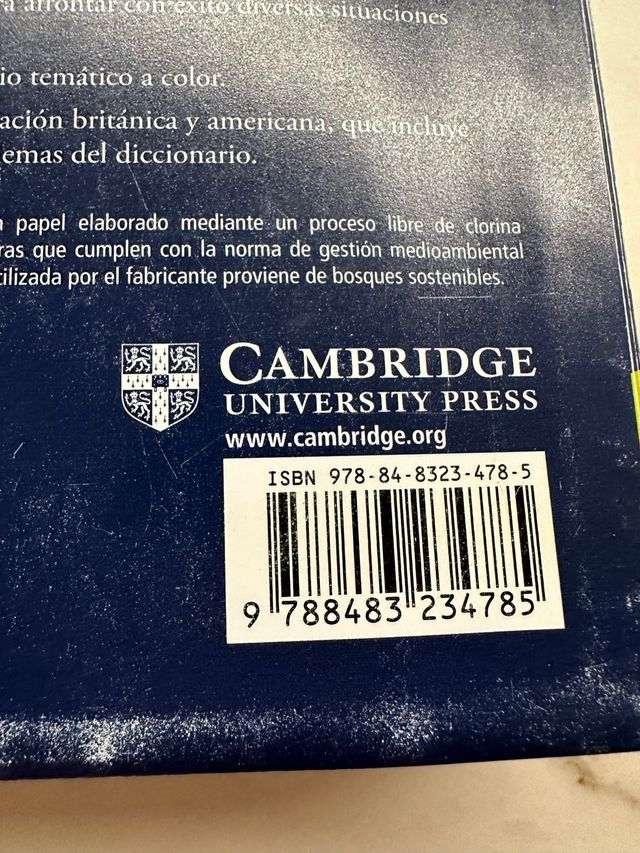 a afrontar con éxito diversas situaciones
io temático a color.
ación británica y americana, que incluye
emas del diccionario.
papel elaborado mediante un proceso libre de clorina
ras que cumplen con la norma de gestión medioambiental
tilizada por el fabricante proviene de bosques sostenibles.
CAMBRIDGE
UNIVERSITY PRESS
www.cambridge.org
ISBN 978-84-8323-478-5
9 788483 234785